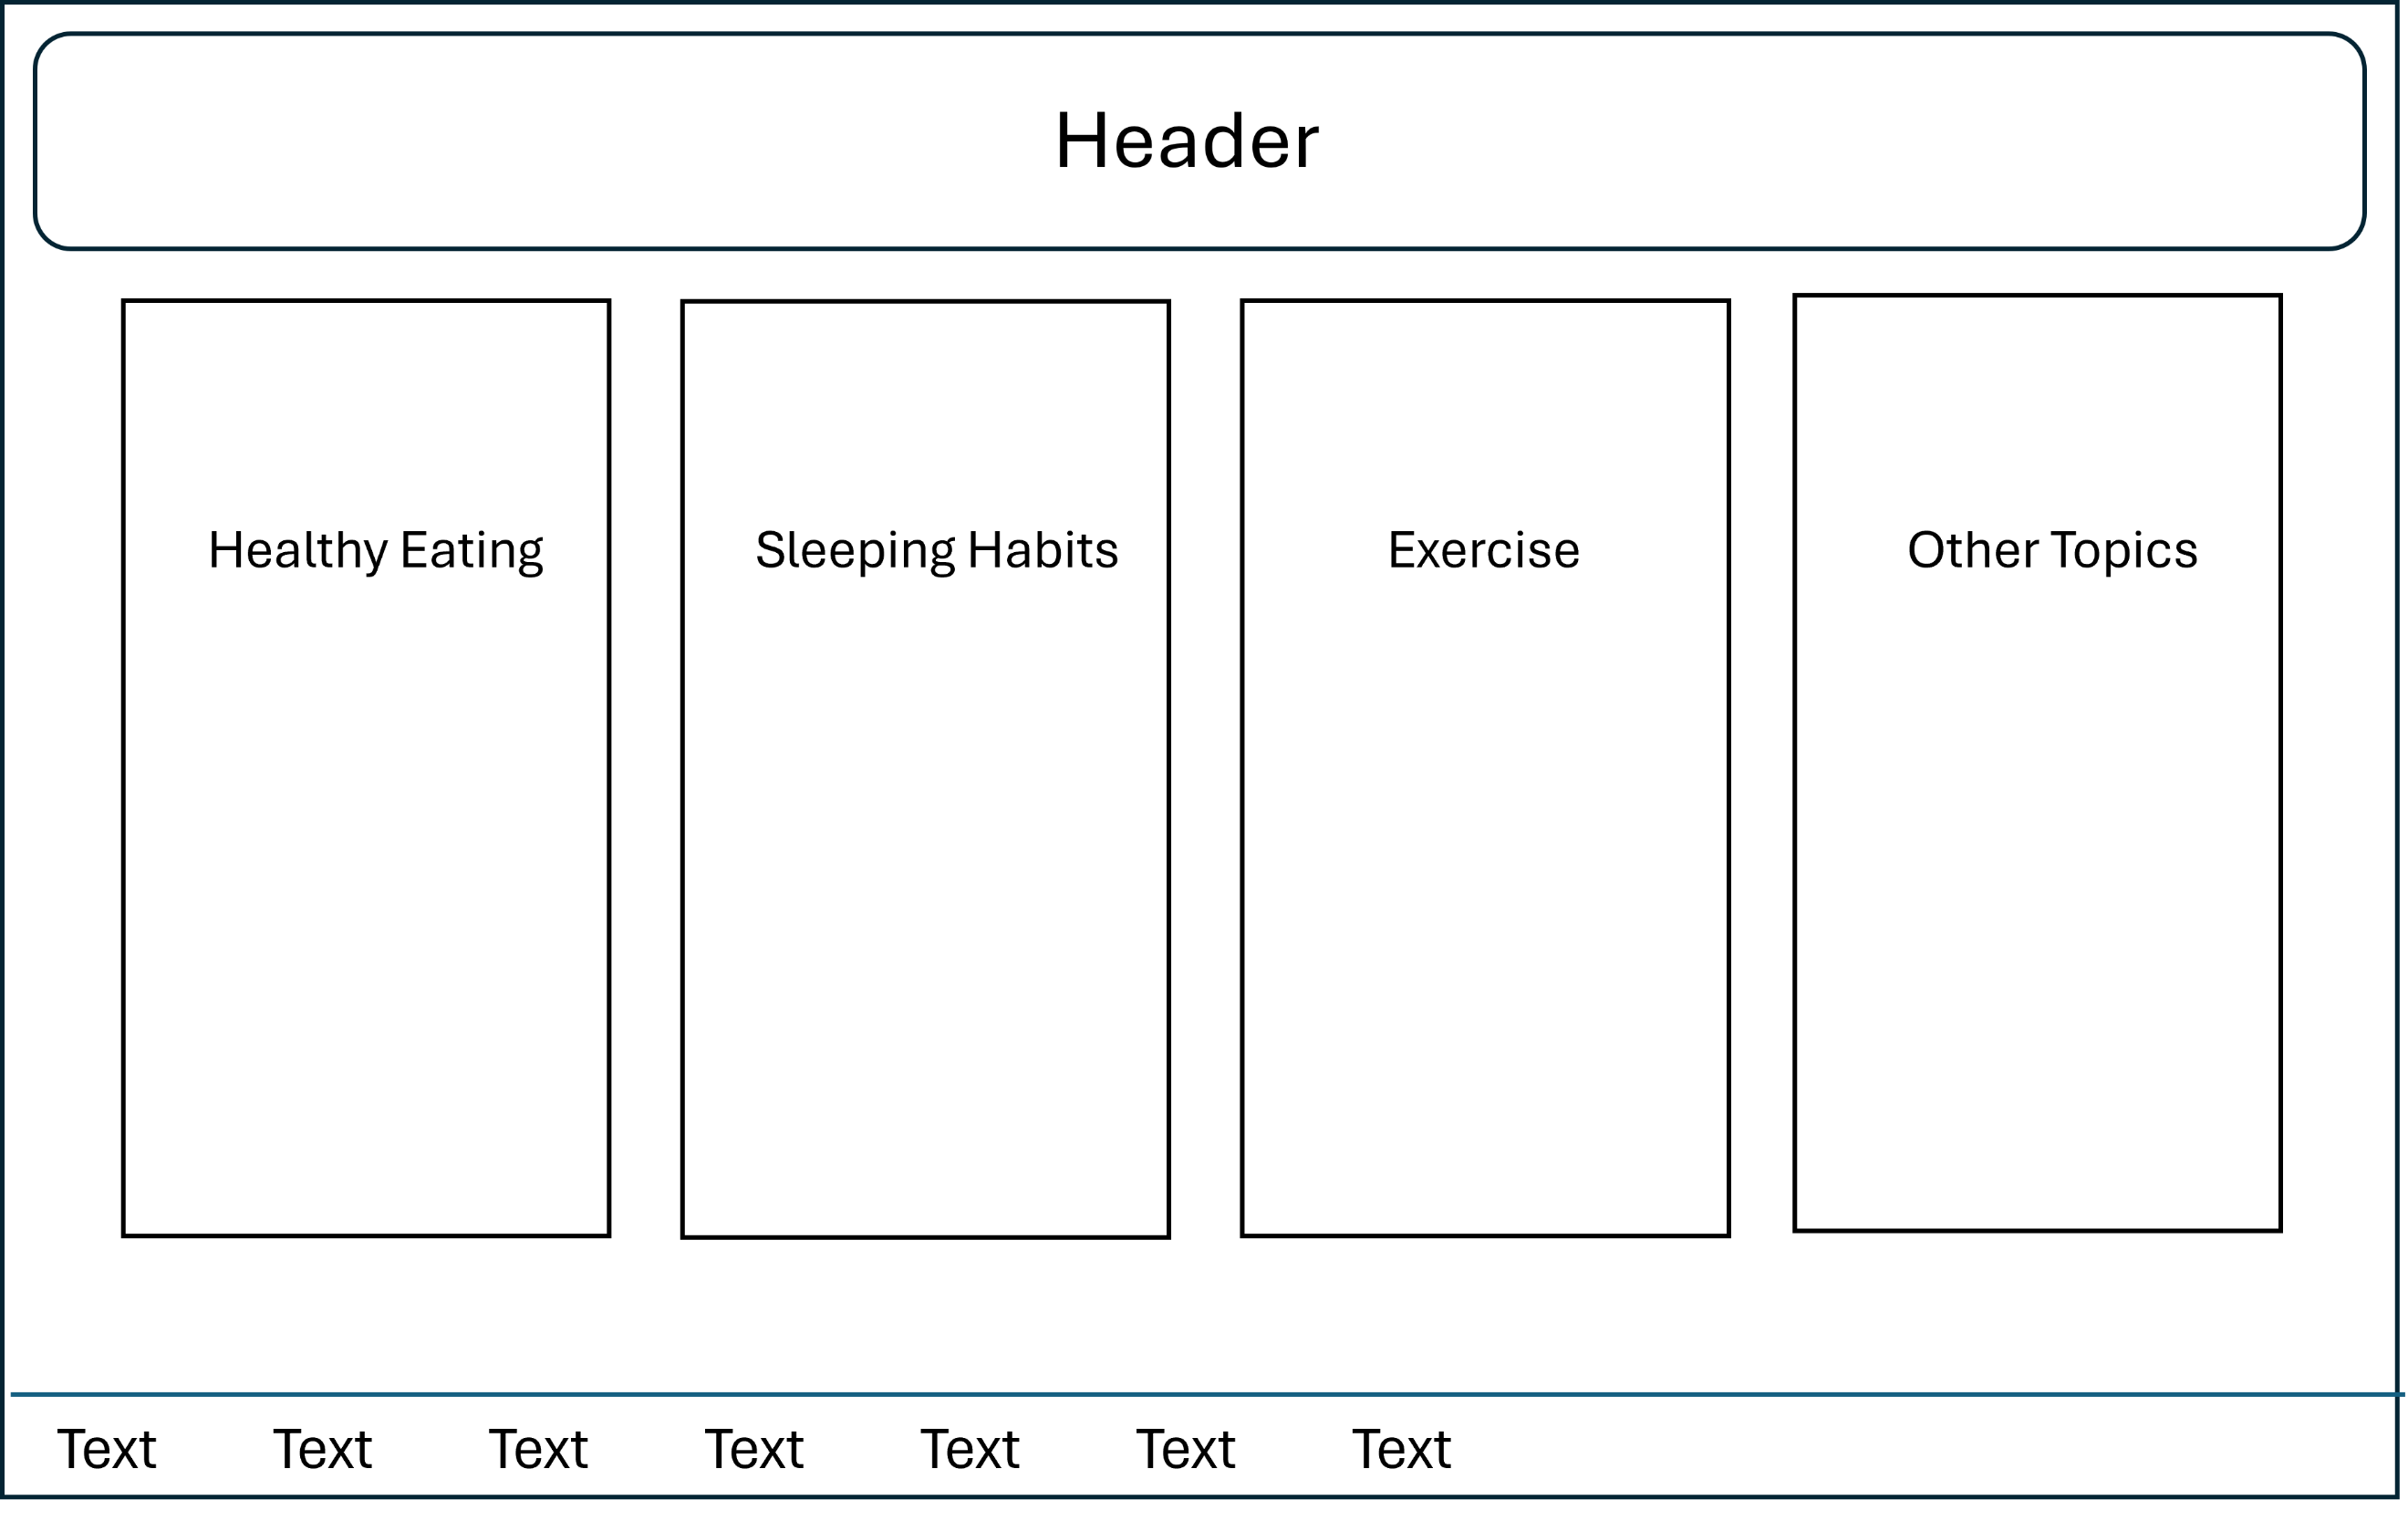 Header
Healthy Eating
Sleeping Habits
Exercise
Other Topics
Text Text Text Text Text Text Text